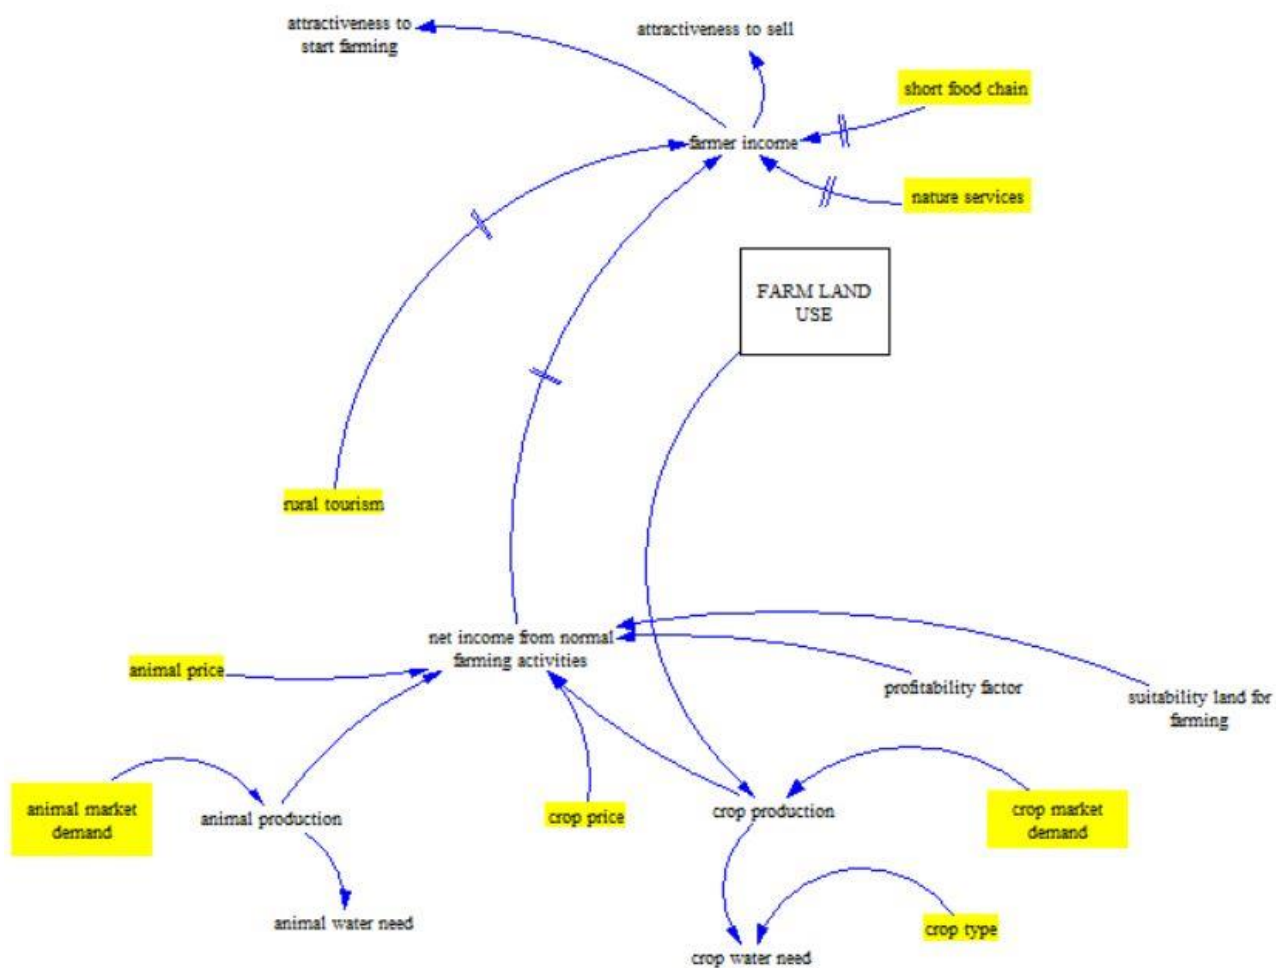 attractiveness to
start farming
attractiveness to sell
short food chain
farmer income
nature services
FARM LAND
USE
rural tourism
net income from normal
farming activities
animal price
profitability factor
suitability land for
farming
animal market
demand
animal production
crop price
crop production
crop market
demand
animal water need
crop type
crop water need